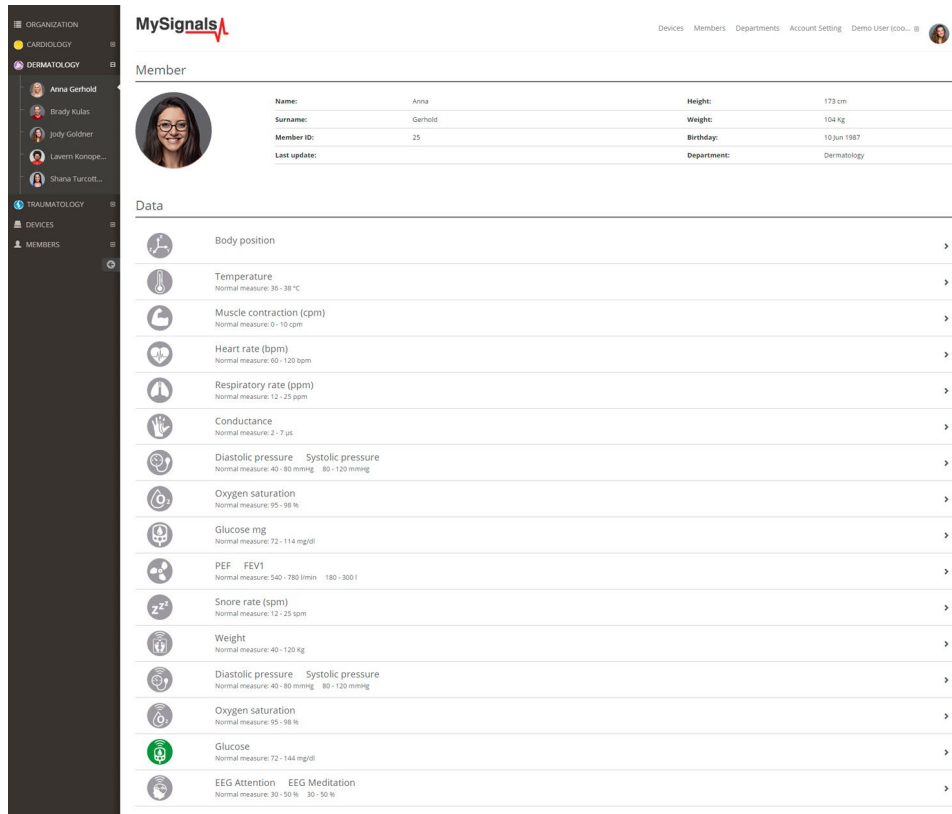 ORGANIZATION
CARDIOLOGY
DERMATOLOGY
Anna Gerhold
Brady Kulas
Jody Goldner
Lavern Konope...
Shana Turcott...
TRAUMATOLOGY
DEVICES
MEMBERS
MySignals
Devices Members Departments Account Setting Demo User (coo...
Member
Name: Anna Height: 173 cm
Surname: Gerhold Weight: 104 Kg
Member ID: 25 Birthday: 10 Jun 1987
Last update: Department: Dermatology
Data
Body position
Temperature
Normal measure: 36 - 38 °C
Muscle contraction (cpm)
Normal measure: 0 - 10 cpm
Heart rate (bpm)
Normal measure: 60 - 120 bpm
Respiratory rate (ppm)
Normal measure: 12 - 25 ppm
Conductance
Normal measure: 2 - 7 μs
Diastolic pressure Systolic pressure
Normal measure: 40 - 80 mmHg 80 - 120 mmHg
Oxygen saturation
Normal measure: 95 - 98 %
Glucose mg
Normal measure: 72 - 114 mg/dl
PEF FEV1
Normal measure: 540 - 780 l/min 180 - 300 l
Snore rate (spm)
Normal measure: 12 - 25 spm
Weight
Normal measure: 40 - 120 Kg
Diastolic pressure Systolic pressure
Normal measure: 40 - 80 mmHg 80 - 120 mmHg
Oxygen saturation
Normal measure: 95 - 98 %
Glucose
Normal measure: 72 - 144 mg/dl
EEG Attention EEG Meditation
Normal measure: 30 - 50 % 30 - 50 %